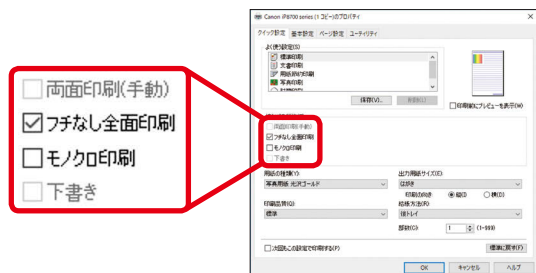 両面印刷(手動)
フチなし全面印刷
モノクロ印刷
下書き
Canon iP8700 series (1 コピー)のプロパティ
クイック設定 基本設定 ページ設定 ユーティリティ
よく使う設定(S)
標準印刷
文書印刷
用紙節約印刷
写真印刷
保存(V)...
印刷前にプレビューを表示(W)
両面印刷(手動)
フチなし全面印刷
モノクロ印刷
下書き
用紙の種類(Y)
写真用紙 光沢ゴールド
出力用紙サイズ(Z)
はがき
印刷の向き
縦(D)
横(O)
印刷品質(Q)
標準
給紙方法(R)
後トレイ
部数(C)
1
(1-999)
次回もこの設定で印刷する(P)
標準に戻す(F)
OK
キャンセル
ヘルプ